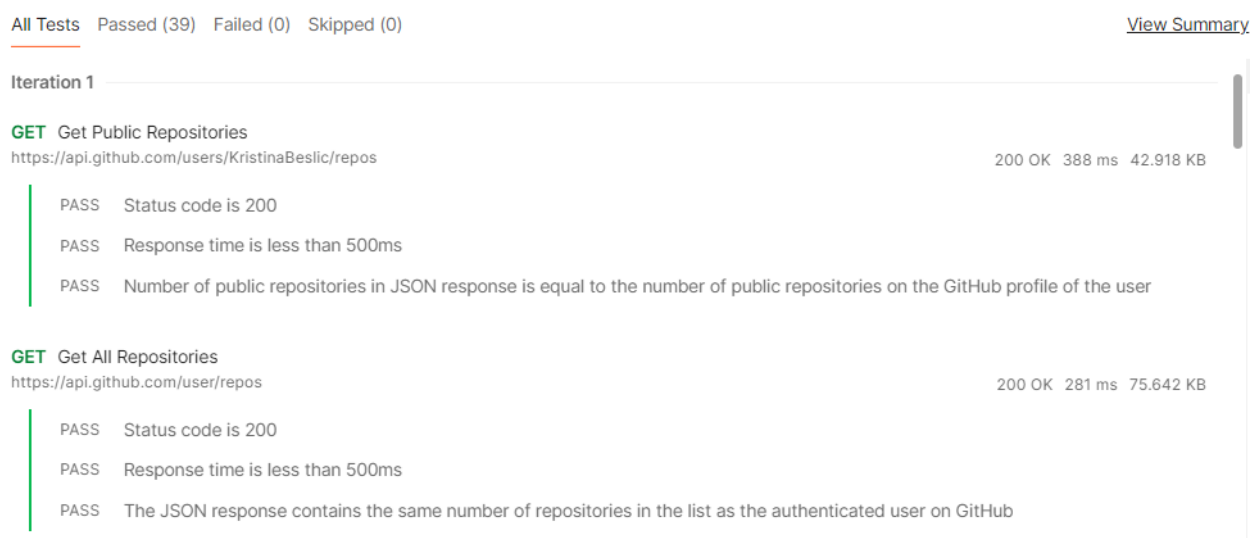 All Tests Passed (39) Failed (0) Skipped (0) View Summary
Iteration 1
GET Get Public Repositories
https://api.github.com/users/KristinaBeslic/repos 200 OK 388 ms 42.918 KB
PASS Status code is 200
PASS Response time is less than 500ms
PASS Number of public repositories in JSON response is equal to the number of public repositories on the GitHub profile of the user
GET Get All Repositories
https://api.github.com/user/repos 200 OK 281 ms 75.642 KB
PASS Status code is 200
PASS Response time is less than 500ms
PASS The JSON response contains the same number of repositories in the list as the authenticated user on GitHub